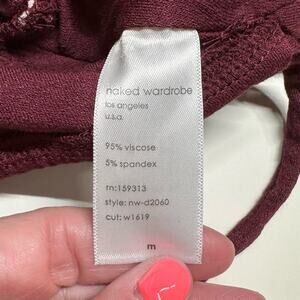 naked wardrobe
los angeles
u.s.a.
95% viscose
5% spandex
rn:159313
style: nw-d2060
cut: w1619
m